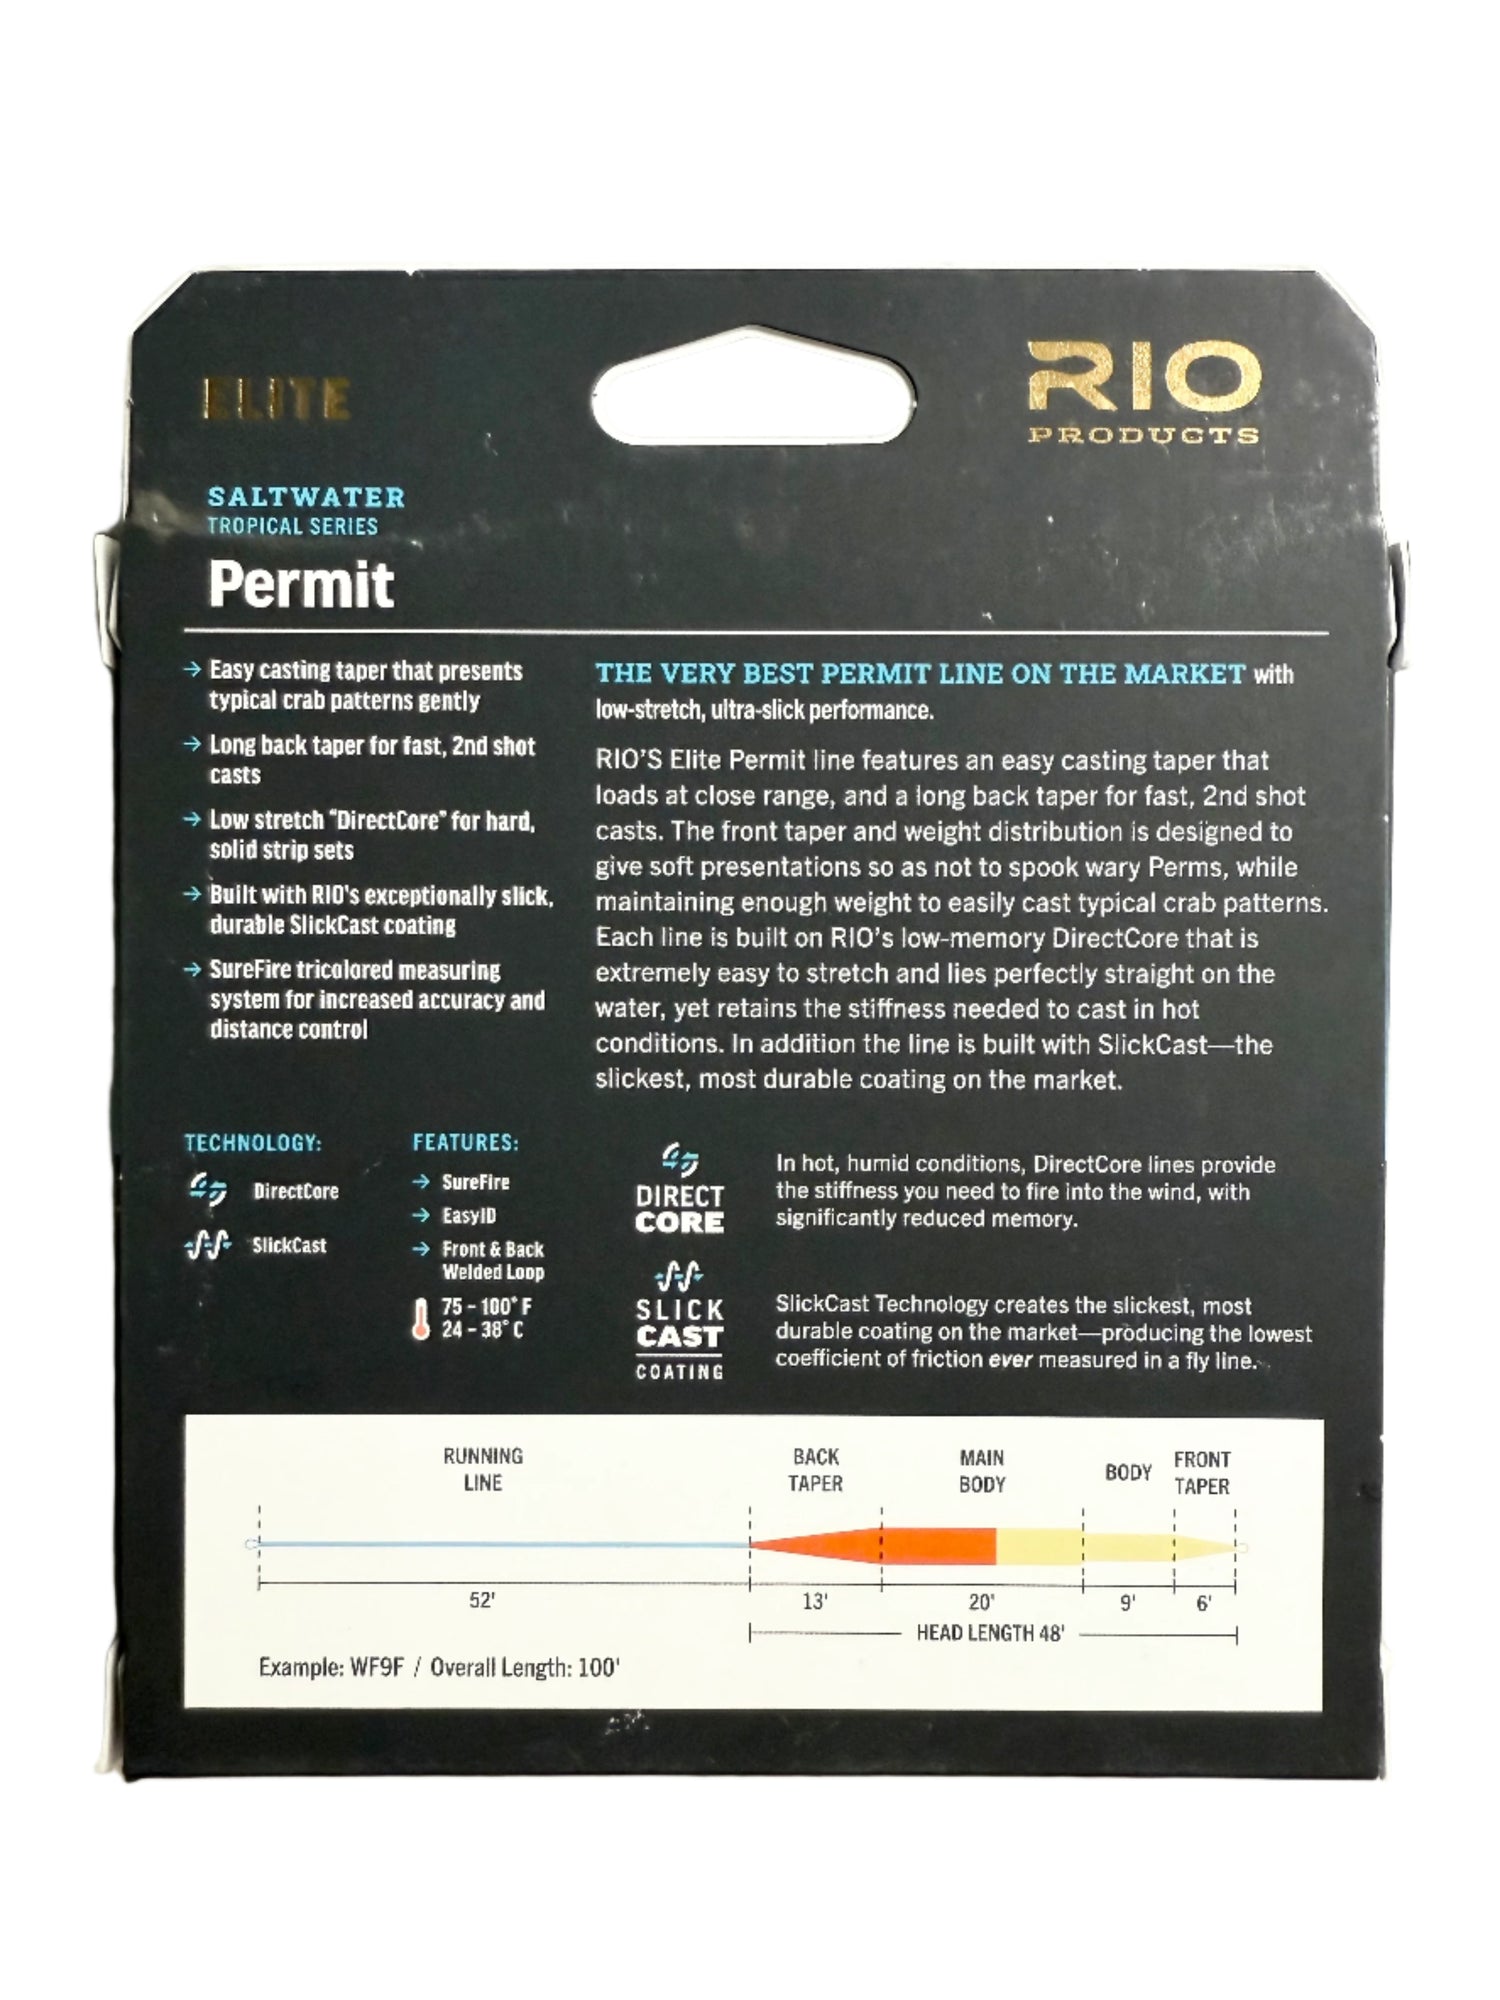 ELITE
RIO
PRODUCTS
SALTWATER
TROPICAL SERIES
Permit
→ Easy casting taper that presents
typical crab patterns gently
→ Long back taper for fast, 2nd shot
casts
→ Low stretch "DirectCore" for hard,
solid strip sets
→ Built with RIO's exceptionally slick,
durable SlickCast coating
→ SureFire tricolored measuring
system for increased accuracy and
distance control
THE VERY BEST PERMIT LINE ON THE MARKET with
low-stretch, ultra-slick performance.
RIO'S Elite Permit line features an easy casting taper that
loads at close range, and a long back taper for fast, 2nd shot
casts. The front taper and weight distribution is designed to
give soft presentations so as not to spook wary Perms, while
maintaining enough weight to easily cast typical crab patterns.
Each line is built on RIO's low-memory DirectCore that is
extremely easy to stretch and lies perfectly straight on the
water, yet retains the stiffness needed to cast in hot
conditions. In addition the line is built with SlickCast—the
slickest, most durable coating on the market.
TECHNOLOGY:
DirectCore
SlickCast
FEATURES:
→ SureFire
→ EasyID
→ Front & Back
Welded Loop
75 - 100° F
24 - 38° C
DIRECT
CORE
In hot, humid conditions, DirectCore lines provide
the stiffness you need to fire into the wind, with
significantly reduced memory.
SLICK
CAST
COATING
SlickCast Technology creates the slickest, most
durable coating on the market—producing the lowest
coefficient of friction ever measured in a fly line.
RUNNING
LINE
BACK
TAPER
MAIN
BODY
BODY
FRONT
TAPER
52' 13' 20' 9' 6'
HEAD LENGTH 48'
Example: WF9F / Overall Length: 100'